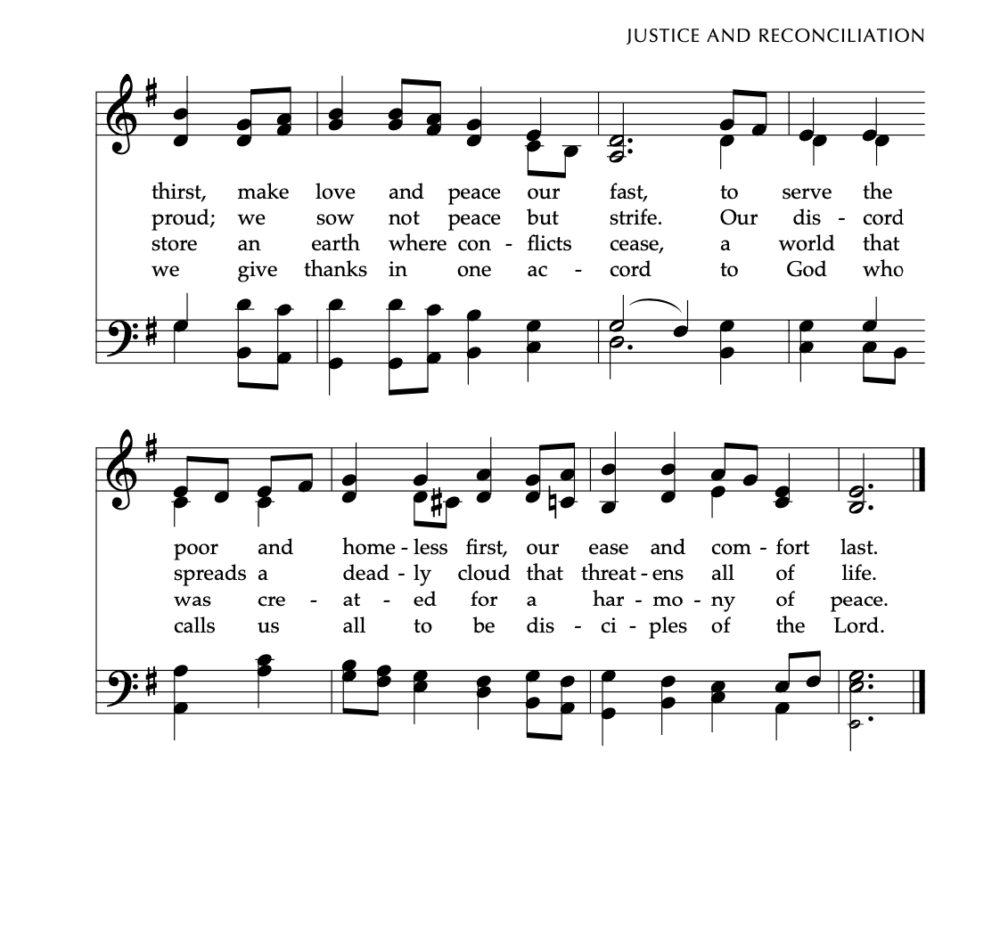 JUSTICE AND RECONCILIATION
thirst, make love and peace our fast, to serve the
proud; we sow not peace but strife. Our dis - cord
store an earth where con - flicts cease, a world that
we give thanks in one ac - cord to God who
poor and home - less first, our ease and com - fort last.
spreads a dead - ly cloud that threat - ens all of life.
was cre - at - ed for a har - mo - ny of peace.
calls us all to be dis - ci - ples of the Lord.